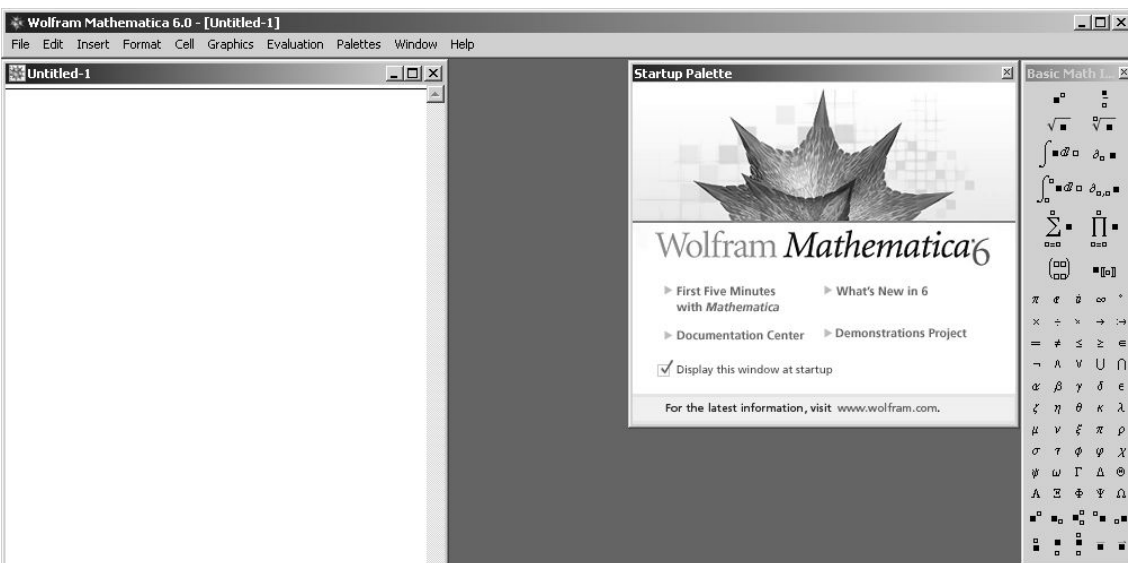 Wolfram Mathematica 6.0 - [Untitled-1]
File Edit Insert Format Cell Graphics Evaluation Palettes Window Help
Untitled-1
Startup Palette
Wolfram Mathematica 6
First Five Minutes
with Mathematica
What's New in 6
Documentation Center
Demonstrations Project
Display this window at startup
For the latest information, visit www.wolfram.com.
Basic Math I...
√■ ∛■
∫■ⅆ□ ∂□ ■
∫■ⅆ□ ∂□,□ ■
∑■ ∏■
π ⅇ ⅈ ∞ °
× ÷ × → :→
= ≠ ≤ ≥ ∈
¬ ∧ ∨ ∪ ∩
α β γ δ ε
ζ η θ κ λ
μ ν ξ π ρ
σ τ ϕ φ χ
ψ ω Γ Δ Θ
Λ Ξ Φ Ψ Ω